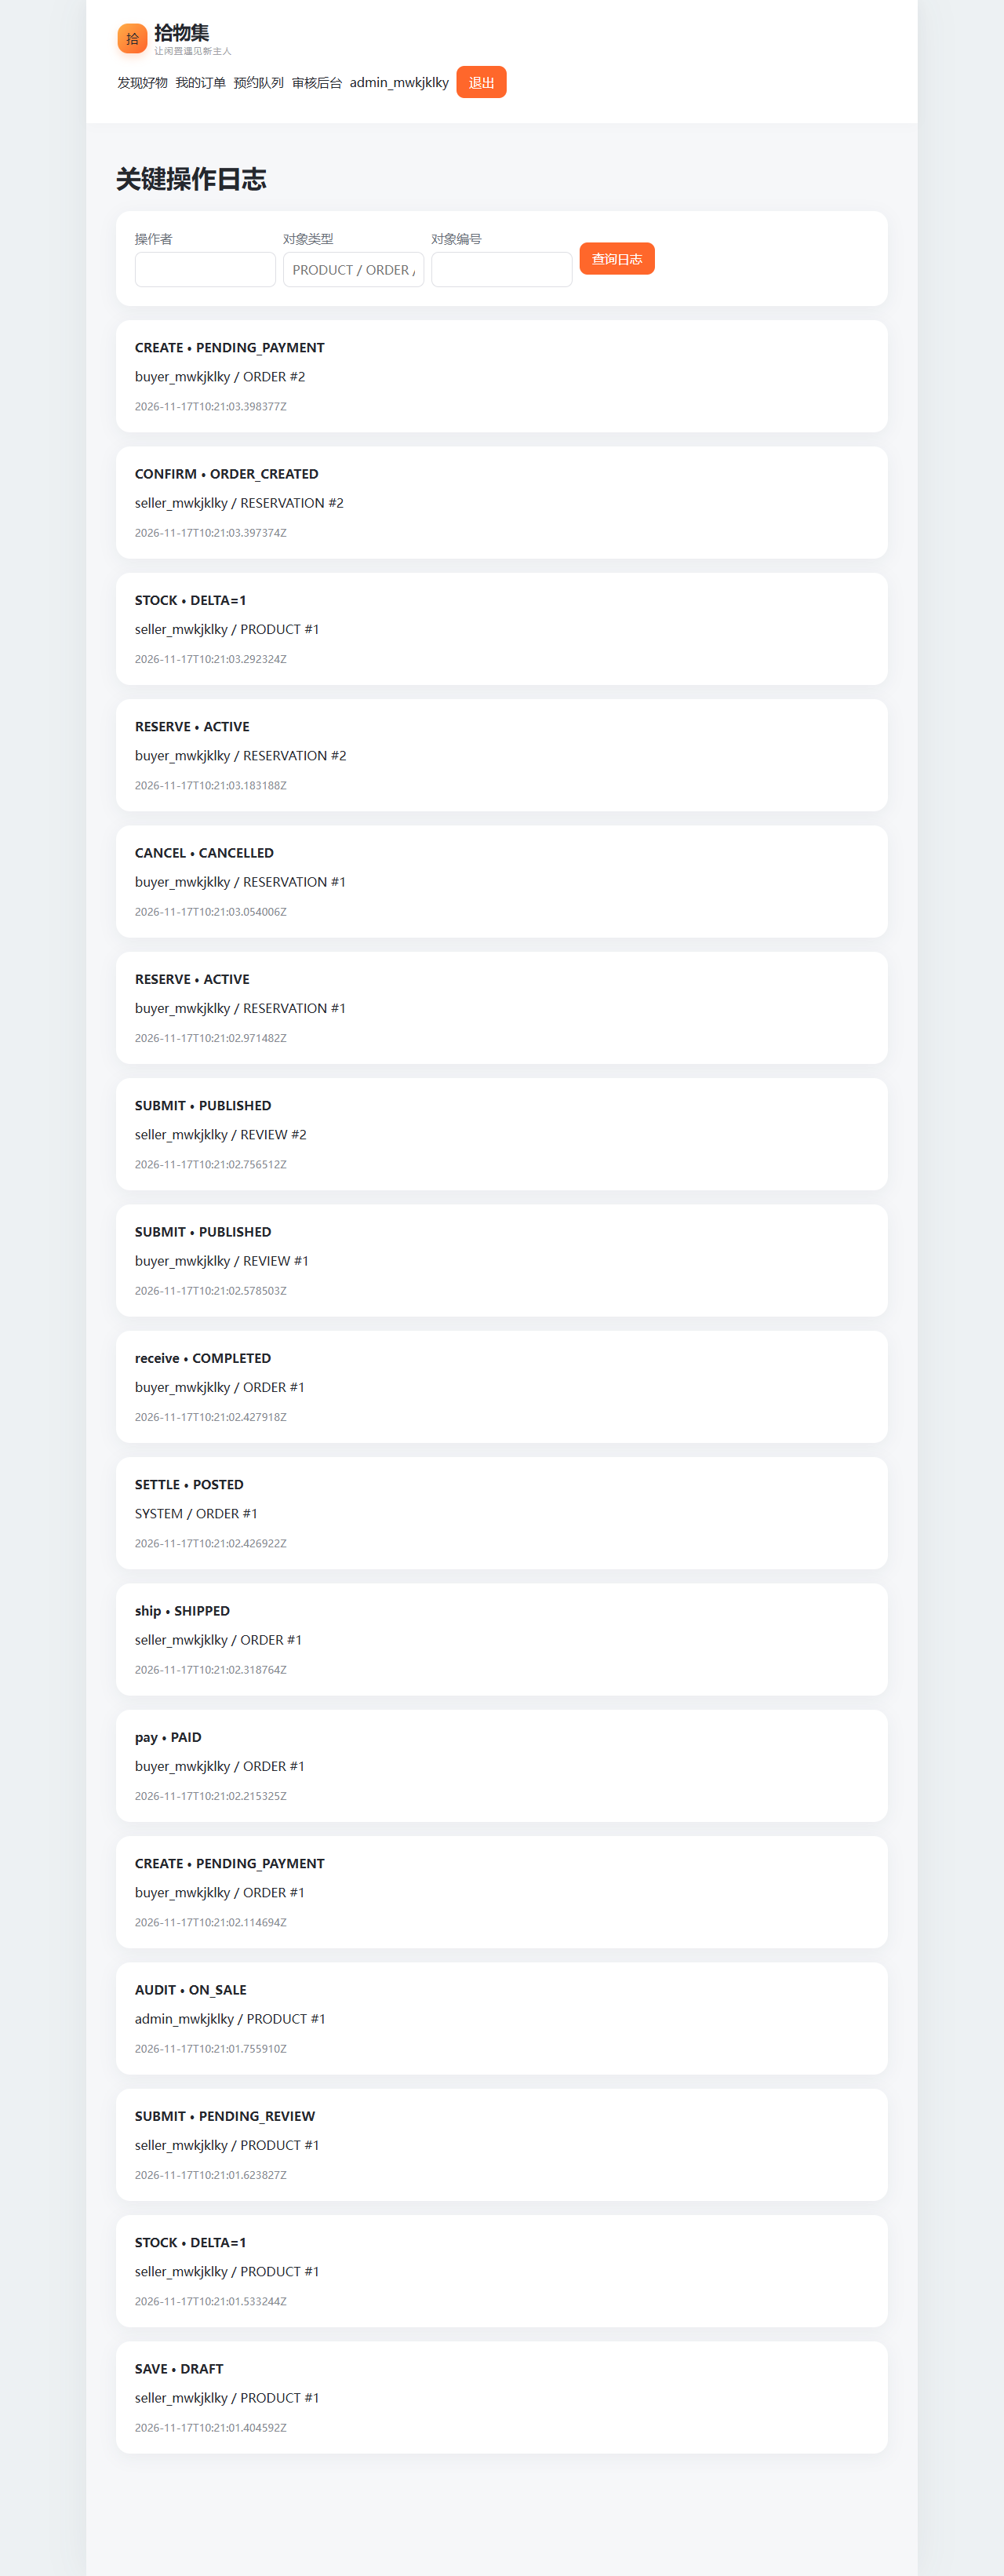 拾
拾物集
让闲置遇见新主人
发现好物 我的订单 预约队列 审核后台 admin_mwkjklky 退出
关键操作日志
操作者 对象类型 对象编号
PRODUCT / ORDER / 查询日志
CREATE • PENDING_PAYMENT
buyer_mwkjklky / ORDER #2
2026-11-17T10:21:03.398377Z
CONFIRM • ORDER_CREATED
seller_mwkjklky / RESERVATION #2
2026-11-17T10:21:03.397374Z
STOCK • DELTA=1
seller_mwkjklky / PRODUCT #1
2026-11-17T10:21:03.292324Z
RESERVE • ACTIVE
buyer_mwkjklky / RESERVATION #2
2026-11-17T10:21:03.183188Z
CANCEL • CANCELLED
buyer_mwkjklky / RESERVATION #1
2026-11-17T10:21:03.054006Z
RESERVE • ACTIVE
buyer_mwkjklky / RESERVATION #1
2026-11-17T10:21:02.971482Z
SUBMIT • PUBLISHED
seller_mwkjklky / REVIEW #2
2026-11-17T10:21:02.756512Z
SUBMIT • PUBLISHED
buyer_mwkjklky / REVIEW #1
2026-11-17T10:21:02.578503Z
receive • COMPLETED
buyer_mwkjklky / ORDER #1
2026-11-17T10:21:02.427918Z
SETTLE • POSTED
SYSTEM / ORDER #1
2026-11-17T10:21:02.426922Z
ship • SHIPPED
seller_mwkjklky / ORDER #1
2026-11-17T10:21:02.318764Z
pay • PAID
buyer_mwkjklky / ORDER #1
2026-11-17T10:21:02.215325Z
CREATE • PENDING_PAYMENT
buyer_mwkjklky / ORDER #1
2026-11-17T10:21:02.114694Z
AUDIT • ON_SALE
admin_mwkjklky / PRODUCT #1
2026-11-17T10:21:01.755910Z
SUBMIT • PENDING_REVIEW
seller_mwkjklky / PRODUCT #1
2026-11-17T10:21:01.623827Z
STOCK • DELTA=1
seller_mwkjklky / PRODUCT #1
2026-11-17T10:21:01.533244Z
SAVE • DRAFT
seller_mwkjklky / PRODUCT #1
2026-11-17T10:21:01.404592Z